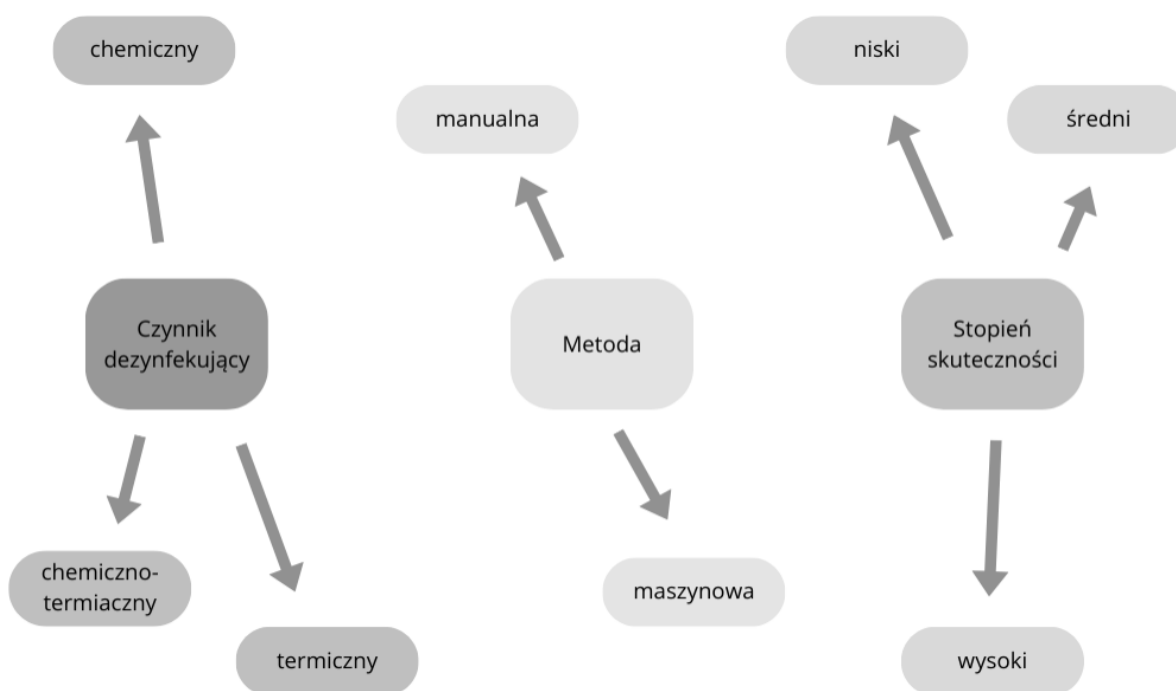 chemiczny
Czynnik
dezynfekujący
chemiczno-
termiaczny
termiczny
manualna
Metoda
maszynowa
niski
średni
Stopień
skuteczności
wysoki